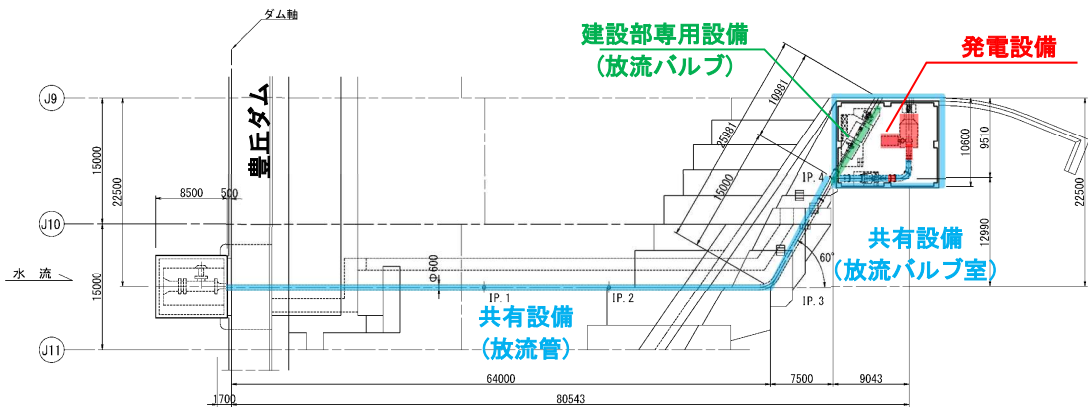 ダム軸
豊丘ダム
建設部専用設備
(放流バルブ)
発電設備
J9
J10
J11
15000
22500
15000
8500
500
水 流
Φ600
IP.1
IP.2
IP.3
IP.4
60°
25981
10981
15000
10600
9510
12990
22500
共有設備
(放流管)
共有設備
(放流バルブ室)
64000
7500
9043
1700
80543